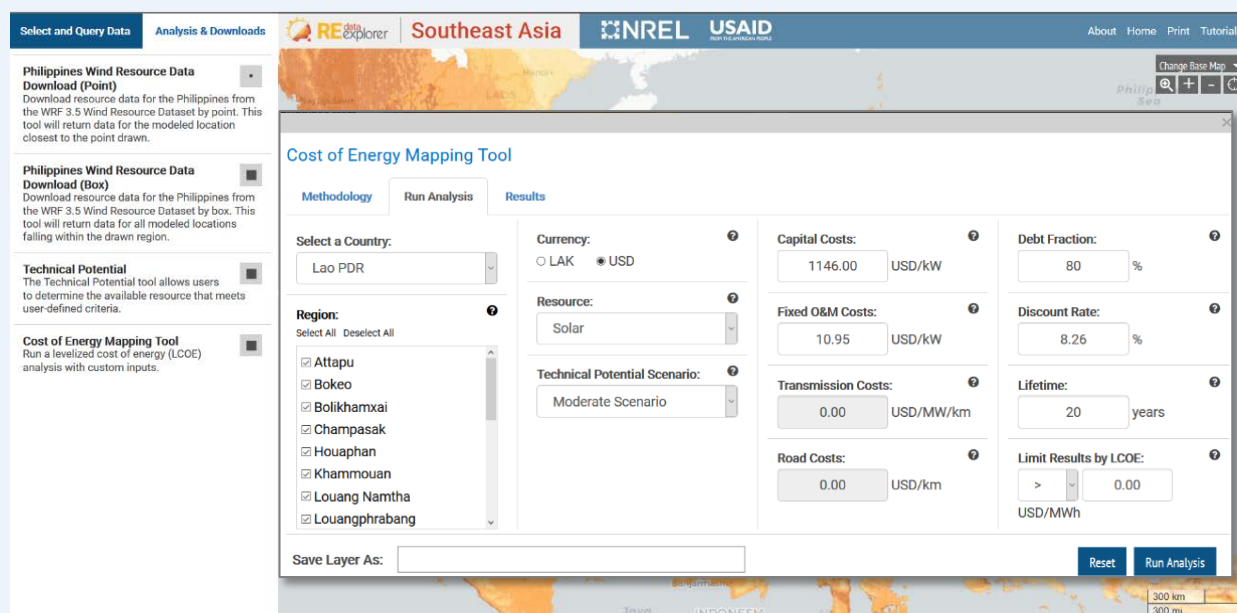 Select and Query Data
Analysis & Downloads
RE data explorer
Southeast Asia
NREL
USAID
FROM THE AMERICAN PEOPLE
About Home Print Tutorial
Philippines Wind Resource Data
Download (Point)
Download resource data for the Philippines from
the WRF 3.5 Wind Resource Dataset by point. This
tool will return data for the modeled location
closest to the point drawn.
Philippines Wind Resource Data
Download (Box)
Download resource data for the Philippines from
the WRF 3.5 Wind Resource Dataset by box. This
tool will return data for all modeled locations
falling within the drawn region.
Technical Potential
The Technical Potential tool allows users
to determine the available resource that meets
user-defined criteria.
Cost of Energy Mapping Tool
Run a levelized cost of energy (LCOE)
analysis with custom inputs.
Hanoi
LAOS
Philip
Sea
Change Base Map
+ -
×
Cost of Energy Mapping Tool
Methodology
Run Analysis
Results
Select a Country:
Lao PDR
Region:
Select All Deselect All
Attapu
Bokeo
Bolikhamxai
Champasak
Houaphan
Khammouan
Louang Namtha
Louangphrabang
Currency:
LAK USD
Resource:
Solar
Technical Potential Scenario:
Moderate Scenario
Capital Costs:
1146.00 USD/kW
Fixed O&M Costs:
10.95 USD/kW
Transmission Costs:
0.00 USD/MW/km
Road Costs:
0.00 USD/km
Debt Fraction:
80 %
Discount Rate:
8.26 %
Lifetime:
20 years
Limit Results by LCOE:
> 0.00
USD/MWh
Save Layer As:
Reset
Run Analysis
Banjarmasin
Java
INDONESIA
300 km
300 mi